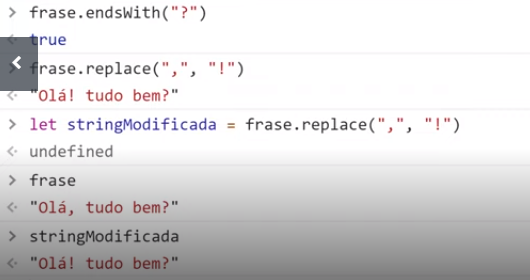 > frase.endsWith("?")
true
frase.replace(",", "!")
"Olá! tudo bem?"
> let stringModificada = frase.replace(",", "!")
undefined
> frase
"Olá, tudo bem?"
> stringModificada
"Olá! tudo bem?"